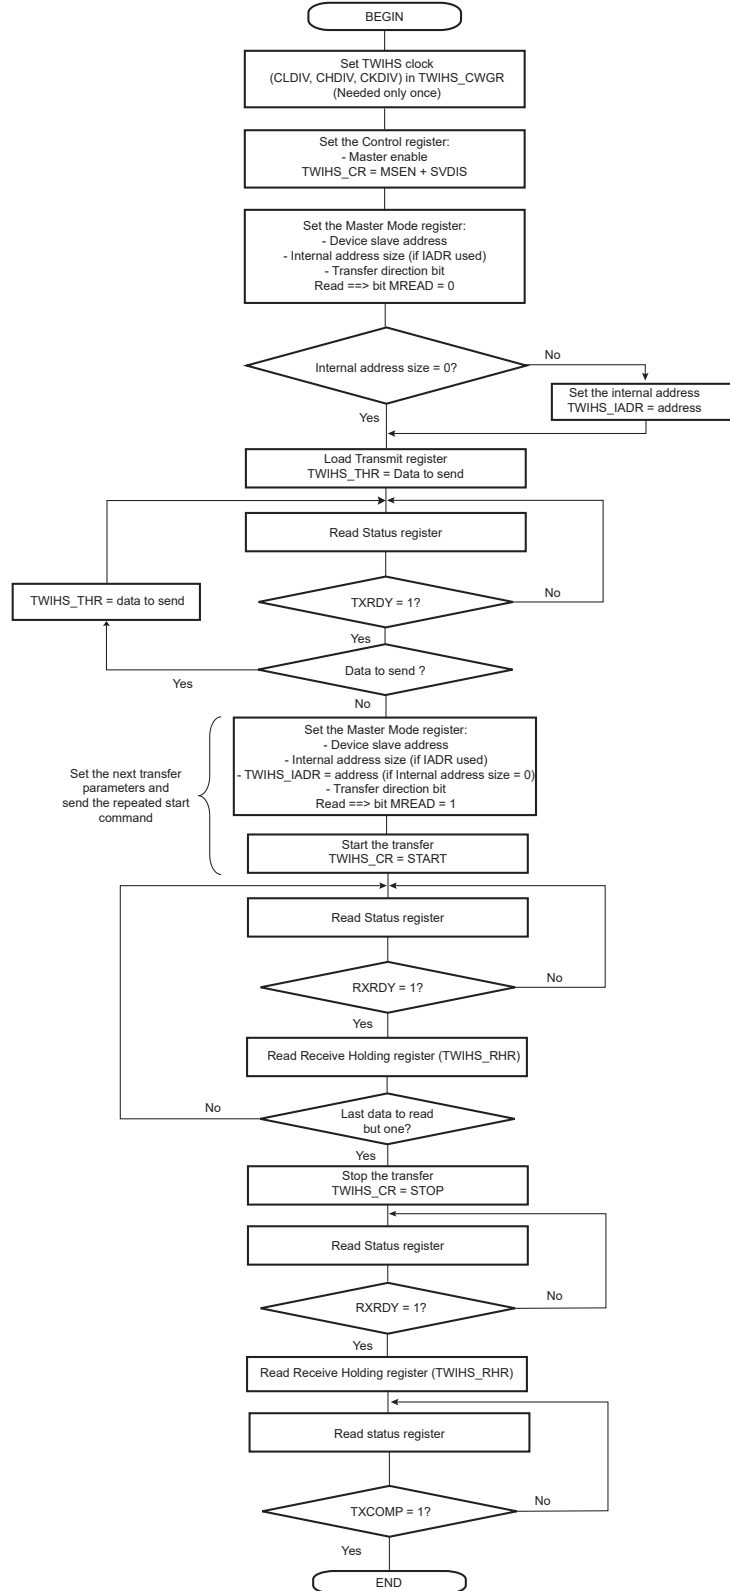 BEGIN
Set TWIHS clock
(CLDIV, CHDIV, CKDIV) in TWIHS_CWGR
(Needed only once)
Set the Control register:
- Master enable
TWIHS_CR = MSEN + SVDIS
Set the Master Mode register:
- Device slave address
- Internal address size (if IADR used)
- Transfer direction bit
Read ==> bit MREAD = 0
Internal address size = 0?
No
Set the internal address
TWIHS_IADR = address
Yes
Load Transmit register
TWIHS_THR = Data to send
Read Status register
TWIHS_THR = data to send
TXRDY = 1?
No
Yes
Data to send ?
Yes
No
Set the next transfer
parameters and
send the repeated start
command
Set the Master Mode register:
- Device slave address
- Internal address size (if IADR used)
- TWIHS_IADR = address (if Internal address size = 0)
- Transfer direction bit
Read ==> bit MREAD = 1
Start the transfer
TWIHS_CR = START
Read Status register
RXRDY = 1?
No
Yes
Read Receive Holding register (TWIHS_RHR)
No
Last data to read
but one?
Yes
Stop the transfer
TWIHS_CR = STOP
Read Status register
RXRDY = 1?
No
Yes
Read Receive Holding register (TWIHS_RHR)
Read status register
TXCOMP = 1?
No
Yes
END